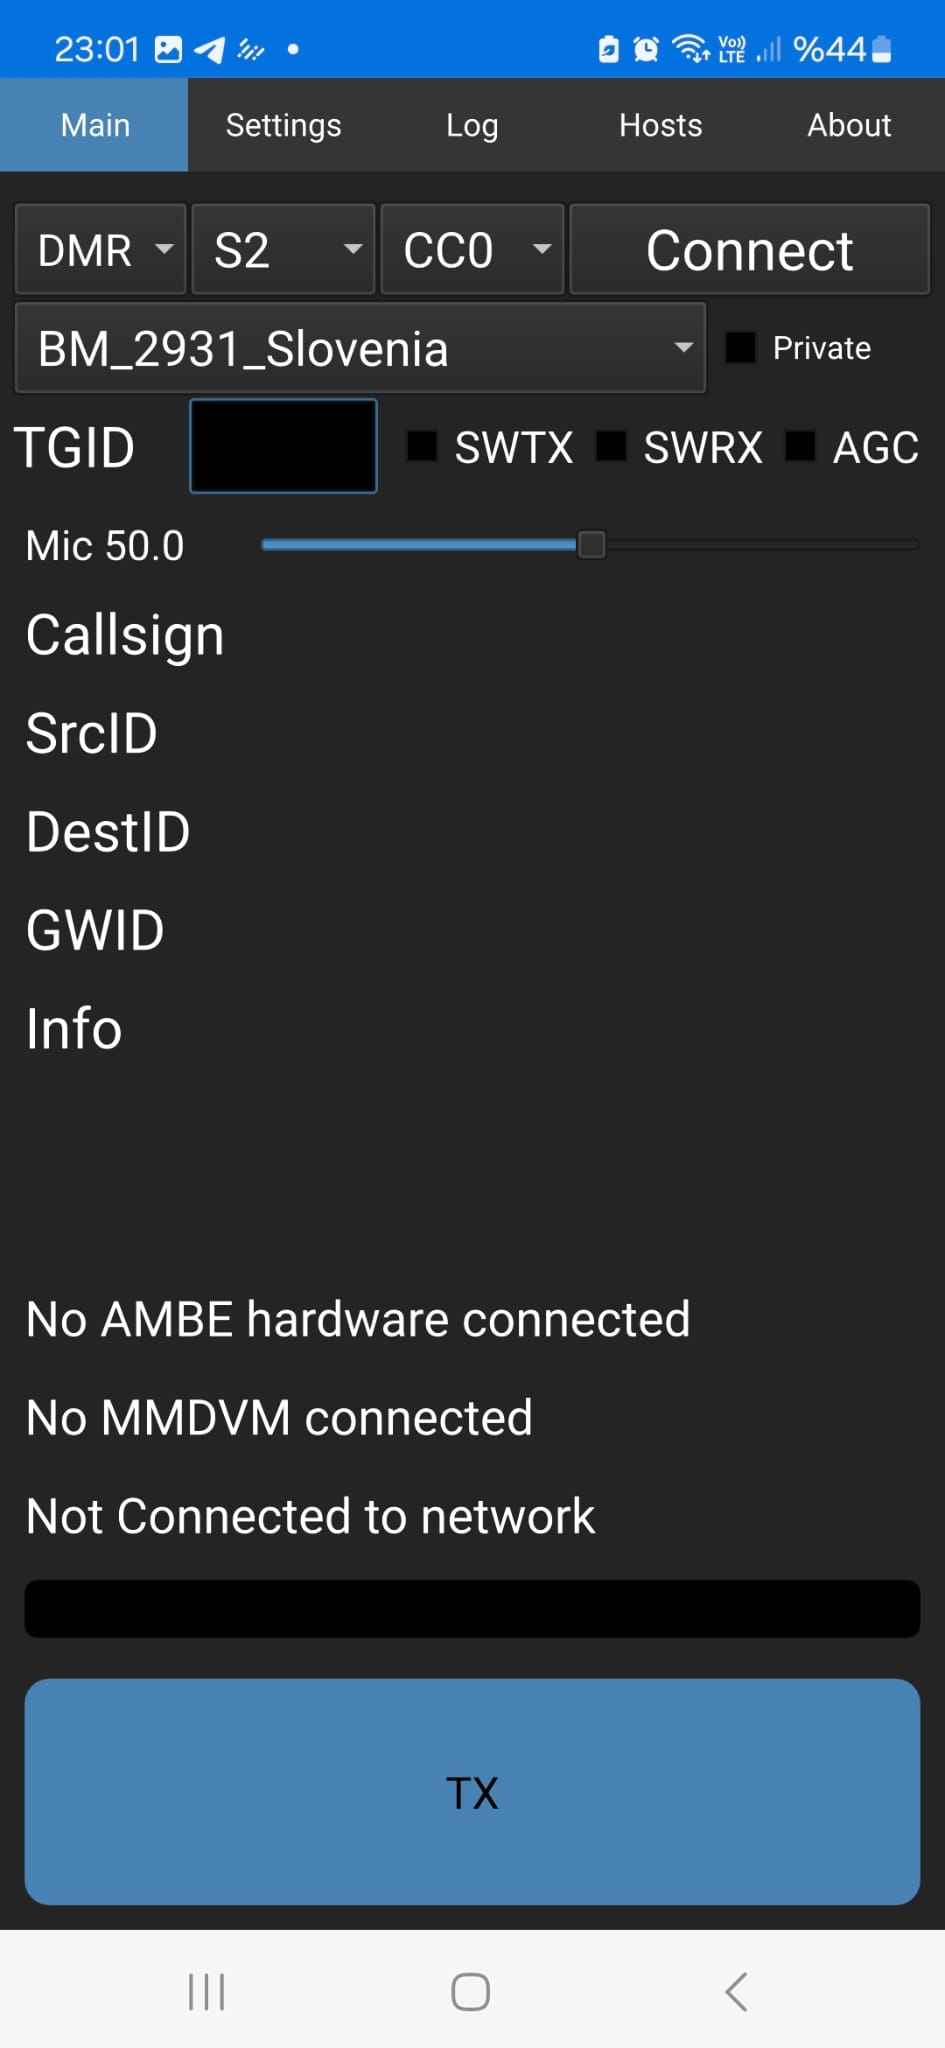 23:01 Vo)) LTE %44
Main Settings Log Hosts About
DMR S2 CC0 Connect
BM_2931_Slovenia Private
TGID SWTX SWRX AGC
Mic 50.0
Callsign
SrcID
DestID
GWID
Info
No AMBE hardware connected
No MMDVM connected
Not Connected to network
TX